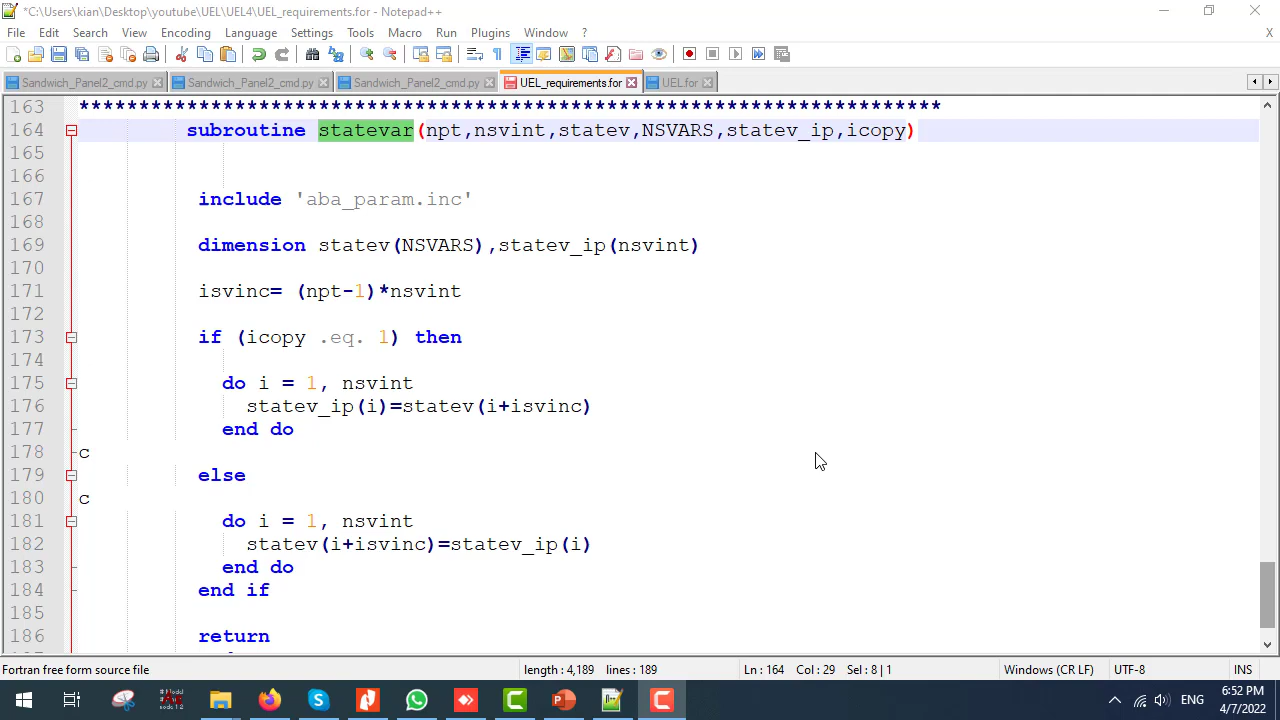 *C:\Users\kian\Desktop\youtube\UEL\UEL4\UEL_requirements.for - Notepad++
File Edit Search View Encoding Language Settings Tools Macro Run Plugins Window ? X
Sandwich_Panel2_cmd.py Sandwich_Panel2_cmd.py Sandwich_Panel2_cmd.py UEL_requirements.for UEL.for
163 ************************************************************************
164 subroutine statevar(npt,nsvint,statev,NSVARS,statev_ip,icopy)
165
166
167 include 'aba_param.inc'
168
169 dimension statev(NSVARS),statev_ip(nsvint)
170
171 isvinc= (npt-1)*nsvint
172
173 if (icopy .eq. 1) then
174
175 do i = 1, nsvint
176 statev_ip(i)=statev(i+isvinc)
177 end do
178 c
179 else
180 c
181 do i = 1, nsvint
182 statev(i+isvinc)=statev_ip(i)
183 end do
184 end if
185
186 return
Fortran free form source file length : 4,189 lines : 189 Ln : 164 Col : 29 Sel : 8 | 1 Windows (CR LF) UTF-8 INS
ENG
6:52 PM
4/7/2022